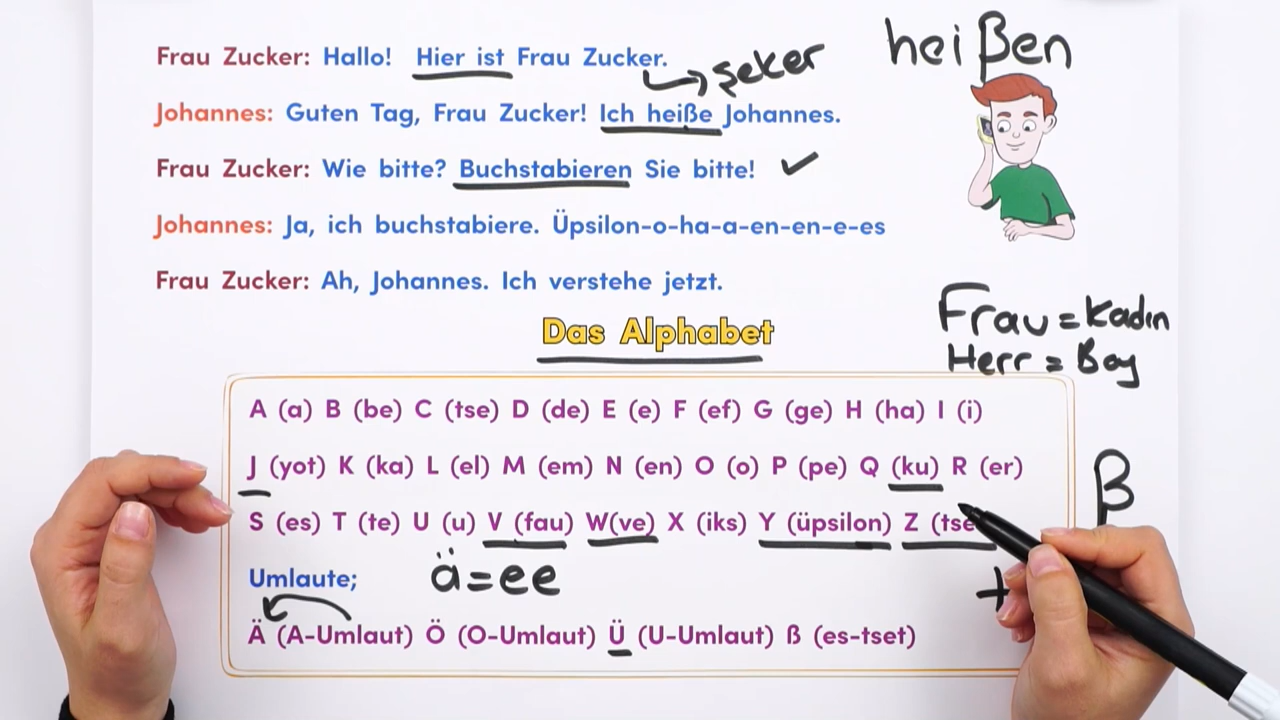 heißen
Frau Zucker: Hallo! Hier ist Frau Zucker.
şeker
Johannes: Guten Tag, Frau Zucker! Ich heiße Johannes.
Frau Zucker: Wie bitte? Buchstabieren Sie bitte!
Johannes: Ja, ich buchstabiere. Üpsilon-o-ha-a-en-en-e-es
Frau Zucker: Ah, Johannes. Ich verstehe jetzt.
Frau = Kadın
Herr = Bay
Das Alphabet
A (a) B (be) C (tse) D (de) E (e) F (ef) G (ge) H (ha) I (i)
J (yot) K (ka) L (el) M (em) N (en) O (o) P (pe) Q (ku) R (er)
ß
S (es) T (te) U (u) V (fau) W(ve) X (iks) Y (üpsilon) Z (tse
Umlaute; ä=ee
+
Ä (A-Umlaut) Ö (O-Umlaut) Ü (U-Umlaut) ß (es-tset)